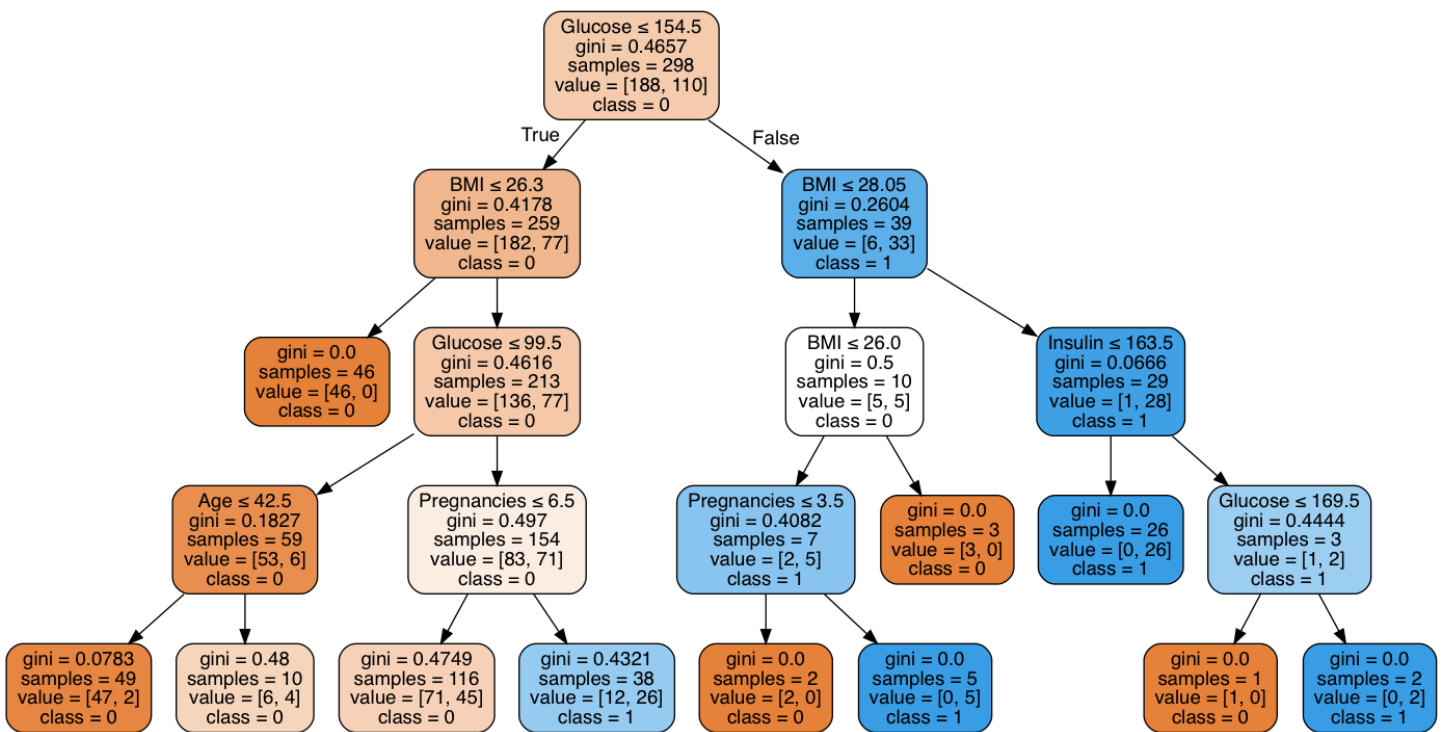 Glucose ≤ 154.5
gini = 0.4657
samples = 298
value = [188, 110]
class = 0
True
False
BMI ≤ 26.3
gini = 0.4178
samples = 259
value = [182, 77]
class = 0
BMI ≤ 28.05
gini = 0.2604
samples = 39
value = [6, 33]
class = 1
gini = 0.0
samples = 46
value = [46, 0]
class = 0
Glucose ≤ 99.5
gini = 0.4616
samples = 213
value = [136, 77]
class = 0
BMI ≤ 26.0
gini = 0.5
samples = 10
value = [5, 5]
class = 0
Insulin ≤ 163.5
gini = 0.0666
samples = 29
value = [1, 28]
class = 1
Age ≤ 42.5
gini = 0.1827
samples = 59
value = [53, 6]
class = 0
Pregnancies ≤ 6.5
gini = 0.497
samples = 154
value = [83, 71]
class = 0
Pregnancies ≤ 3.5
gini = 0.4082
samples = 7
value = [2, 5]
class = 1
gini = 0.0
samples = 3
value = [3, 0]
class = 0
gini = 0.0
samples = 26
value = [0, 26]
class = 1
Glucose ≤ 169.5
gini = 0.4444
samples = 3
value = [1, 2]
class = 1
gini = 0.0783
samples = 49
value = [47, 2]
class = 0
gini = 0.48
samples = 10
value = [6, 4]
class = 0
gini = 0.4749
samples = 116
value = [71, 45]
class = 0
gini = 0.4321
samples = 38
value = [12, 26]
class = 1
gini = 0.0
samples = 2
value = [2, 0]
class = 0
gini = 0.0
samples = 5
value = [0, 5]
class = 1
gini = 0.0
samples = 1
value = [1, 0]
class = 0
gini = 0.0
samples = 2
value = [0, 2]
class = 1